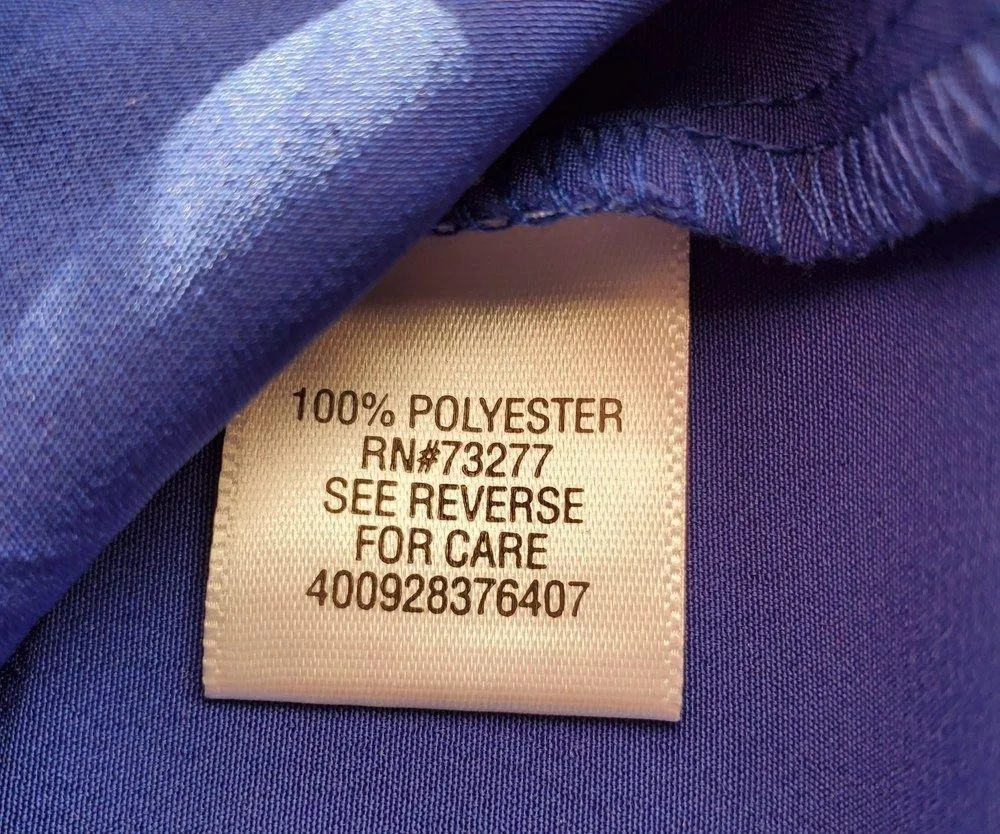 100% POLYESTER
RN#73277
SEE REVERSE
FOR CARE
400928376407